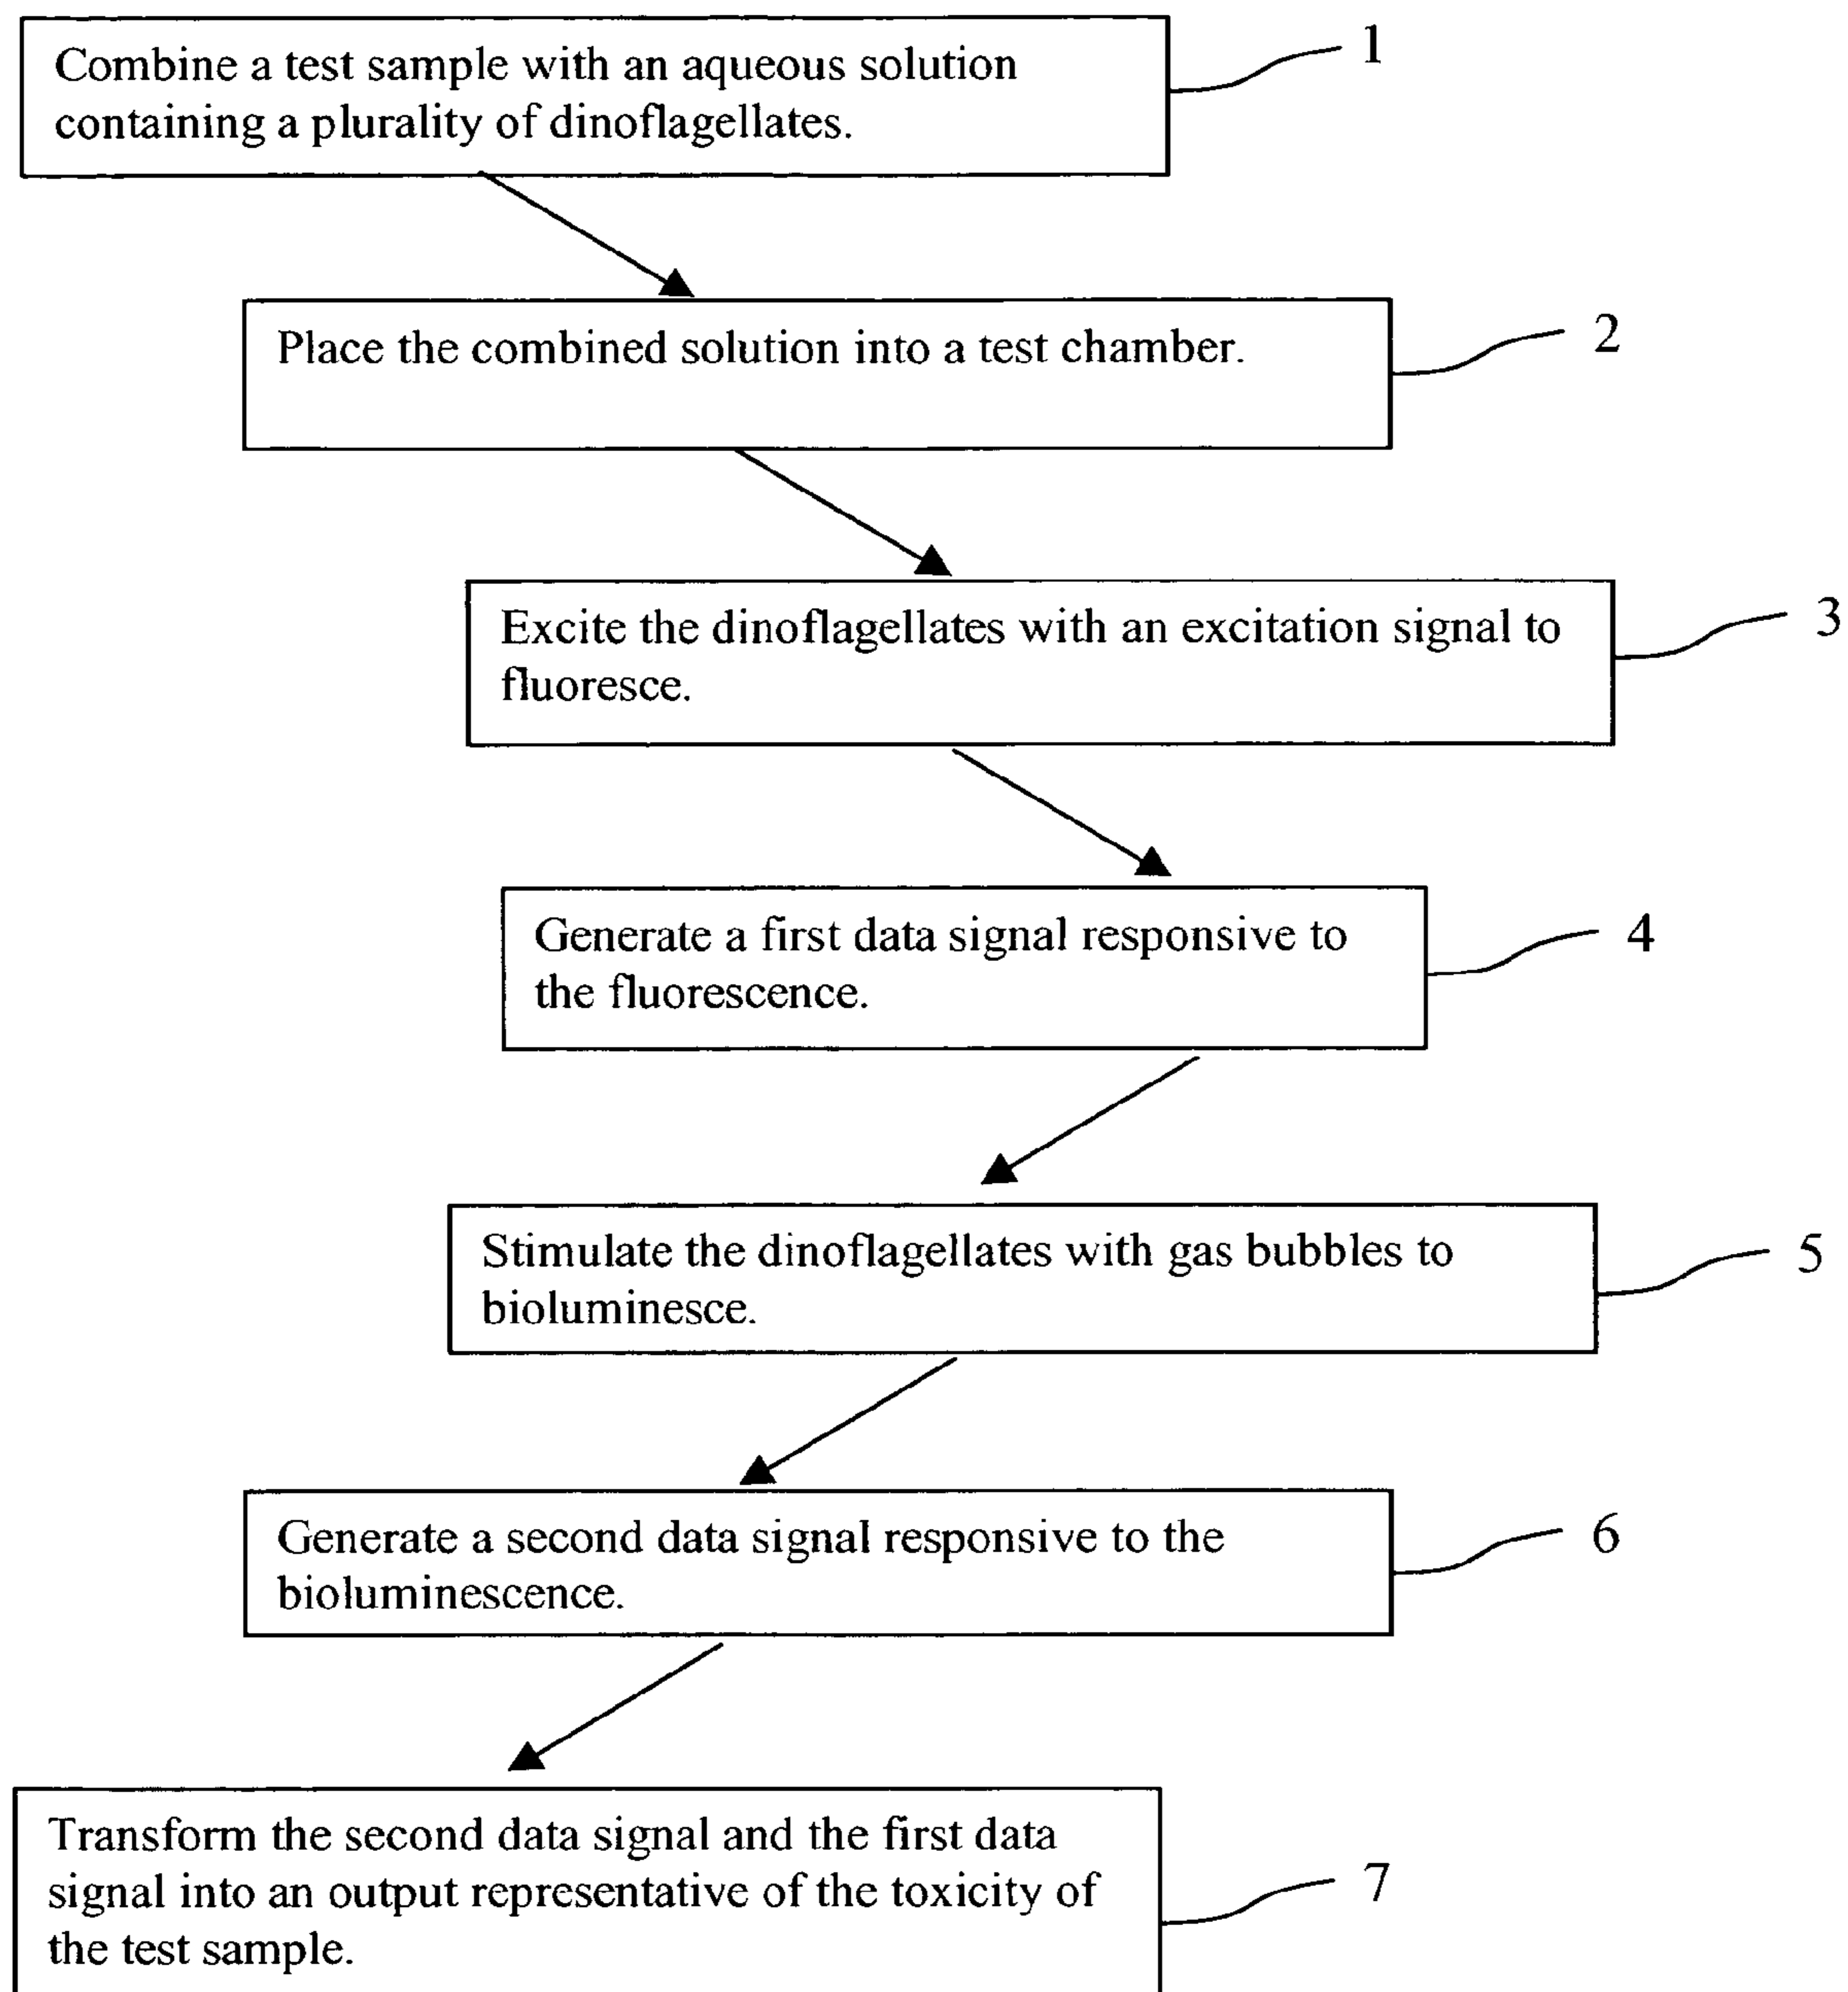 Combine a test sample with an aqueous solution
containing a plurality of dinoflagellates.
1
Place the combined solution into a test chamber.
2
Excite the dinoflagellates with an excitation signal to
fluoresce.
3
Generate a first data signal responsive to
the fluorescence.
4
Stimulate the dinoflagellates with gas bubbles to
bioluminesce.
5
Generate a second data signal responsive to the
bioluminescence.
6
Transform the second data signal and the first data
signal into an output representative of the toxicity of
the test sample.
7